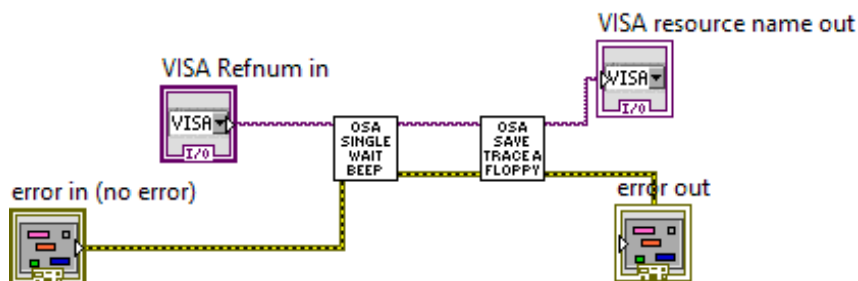 VISA resource name out
VISA
I/O
VISA Refnum in
VISA
I/O
OSA
SINGLE
WAIT
BEEP
OSA
SAVE
TRACE A
FLOPPY
error in (no error)
error out